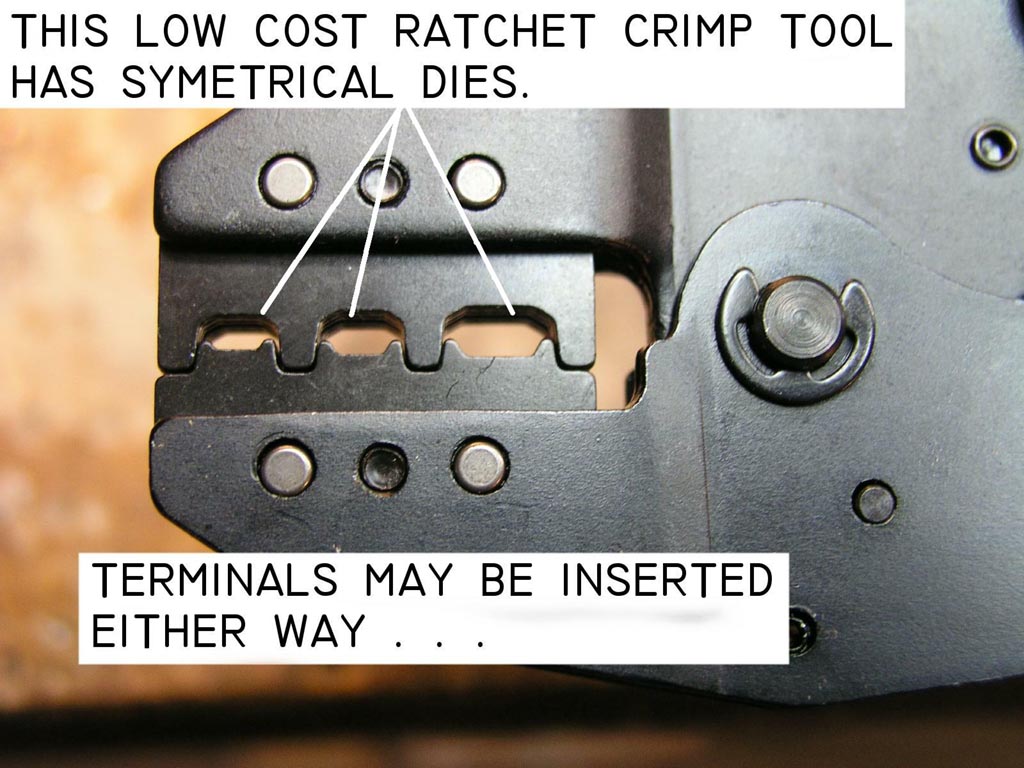 THIS LOW COST RATCHET CRIMP TOOL
HAS SYMETRICAL DIES.
TERMINALS MAY BE INSERTED
EITHER WAY . . .